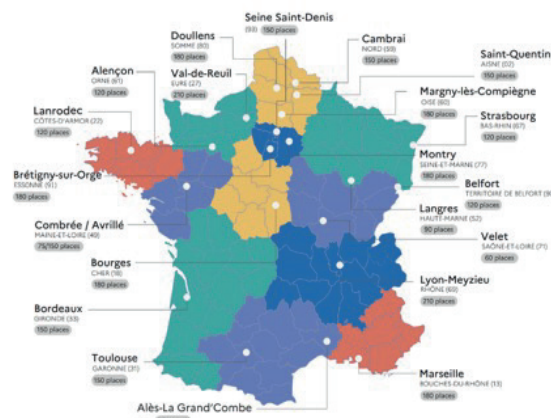 Seine Saint-Denis
(93) 150 places
Doullens
SOMME (80)
180 places
Cambrai
NORD (59)
150 places
Saint-Quentin
AISNE (02)
150 places
Alençon
ORNE (61)
120 places
Val-de-Reuil
EURE (27)
210 places
Margny-lès-Compiègne
OISE (60)
180 places
Lanrodec
CÔTES-D'ARMOR (22)
120 places
Strasbourg
BAS-RHIN (67)
120 places
Montry
SEINE-ET-MARNE (77)
180 places
Brétigny-sur-Orge
ESSONNE (91)
180 places
Belfort
TERRITOIRE DE BELFORT (9
120 places
Langres
HAUTE-MARNE (52)
90 places
Combrée / Avrillé
MAINE-ET-LOIRE (49)
75/150 places
Velet
SAÔNE-ET-LOIRE (71)
60 places
Bourges
CHER (18)
180 places
Lyon-Meyzieu
RHÔNE (69)
210 places
Bordeaux
GIRONDE (33)
150 places
Toulouse
GARONNE (31)
150 places
Marseille
BOUCHES-DU-RHÔNE (13)
180 places
Alès-La Grand'Combe